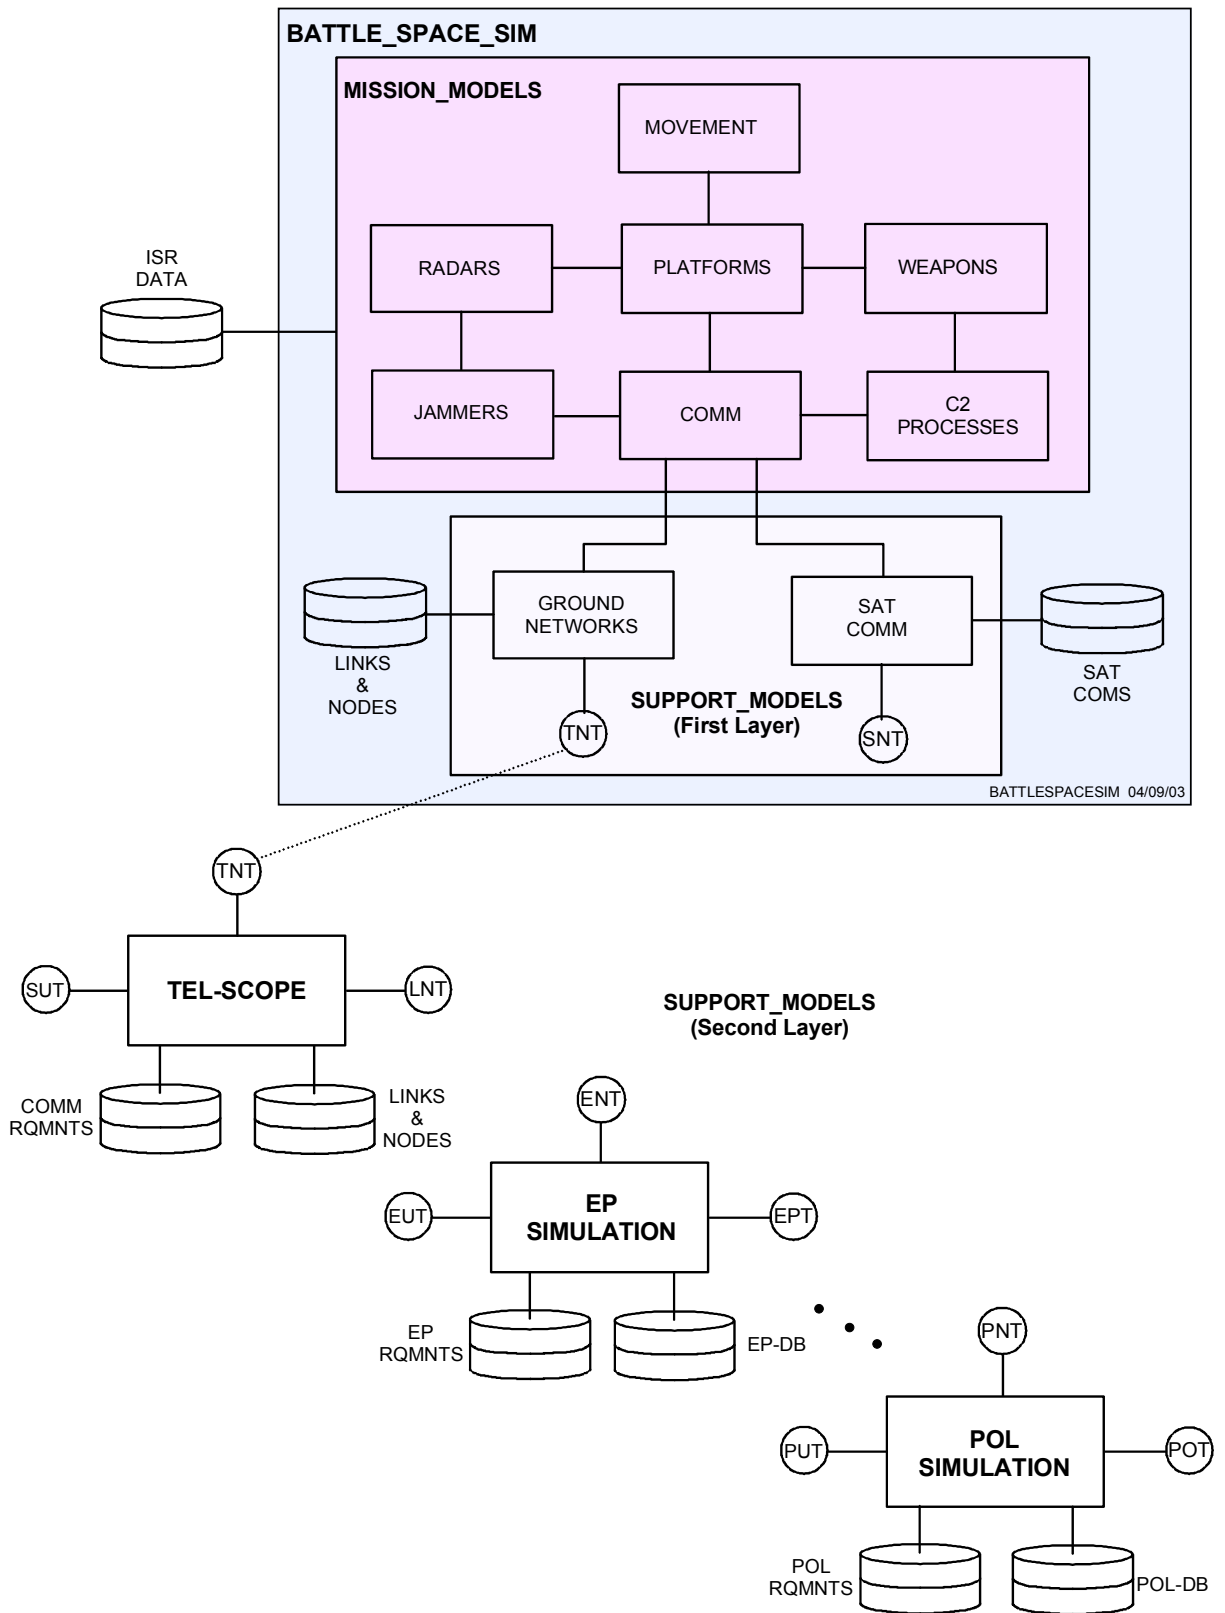 BATTLE_SPACE_SIM
MISSION_MODELS
MOVEMENT
RADARS
PLATFORMS
WEAPONS
ISR
DATA
JAMMERS
COMM
C2
PROCESSES
GROUND
NETWORKS
SAT
COMM
LINKS
&
NODES
SAT
COMS
SUPPORT_MODELS
(First Layer)
TNT
SNT
BATTLESPACESIM 04/09/03
TNT
SUT
TEL-SCOPE
LNT
SUPPORT_MODELS
(Second Layer)
COMM
RQMNTS
LINKS
&
NODES
ENT
EUT
EP
SIMULATION
EPT
EP
RQMNTS
EP-DB
PNT
PUT
POL
SIMULATION
POT
POL
RQMNTS
POL-DB